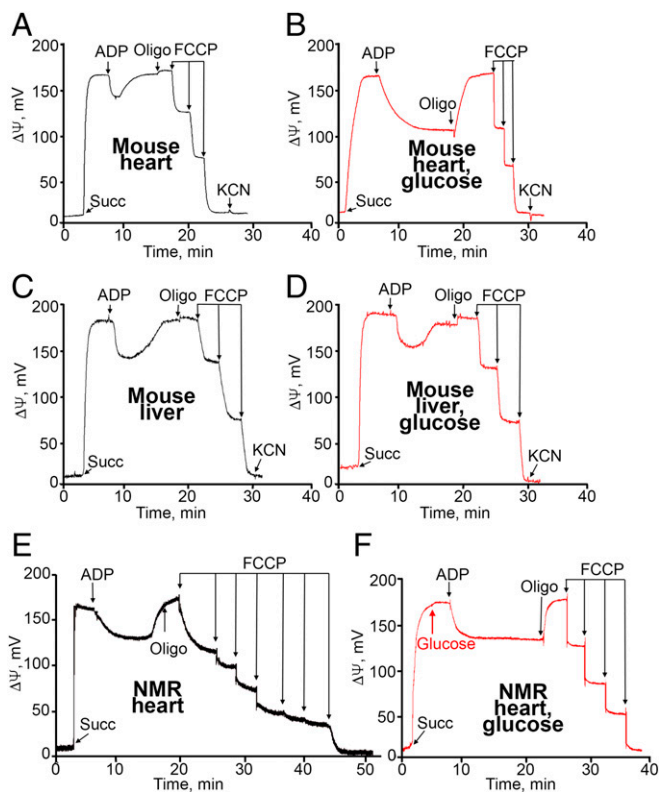 A
200
150
100
50
0
ΔΨ, mV
ADP
Oligo
FCCP
Mouse
heart
Succ
KCN
0 10 20 30 40
Time, min
B
200
150
100
50
0
ΔΨ, mV
ADP
Oligo
FCCP
Mouse
heart,
glucose
Succ
KCN
0 10 20 30 40
Time, min
C
200
150
100
50
0
ΔΨ, mV
ADP
Oligo
FCCP
Mouse
liver
Succ
KCN
0 10 20 30 40
Time, min
D
200
150
100
50
0
ΔΨ, mV
ADP
Oligo
FCCP
Mouse
liver,
glucose
Succ
KCN
0 10 20 30 40
Time, min
E
200
150
100
50
0
ΔΨ, mV
ADP
FCCP
Oligo
NMR
heart
Succ
0 10 20 30 40 50
Time, min
F
200
150
100
50
0
ΔΨ, mV
ADP
Oligo
FCCP
Glucose
NMR
heart,
glucose
Succ
0 10 20 30 40
Time, min